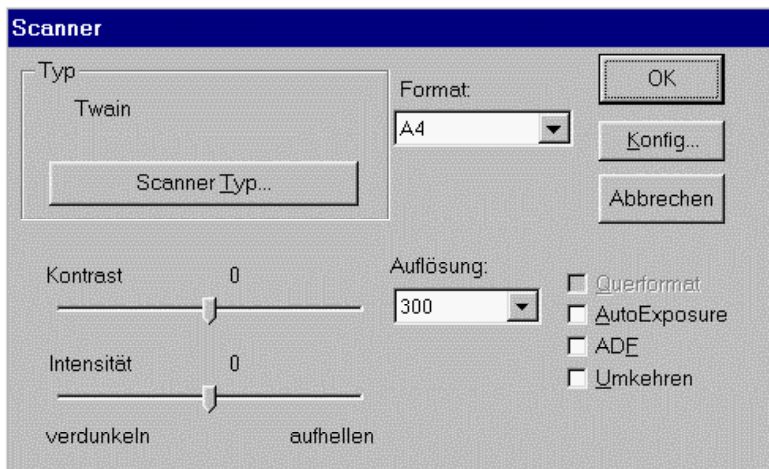 Scanner
Typ
Twain
Scanner Typ...
Format:
A4
OK
Konfig...
Abbrechen
Kontrast 0
Intensität 0
verdunkeln aufhellen
Auflösung:
300
Querformat
AutoExposure
ADF
Umkehren